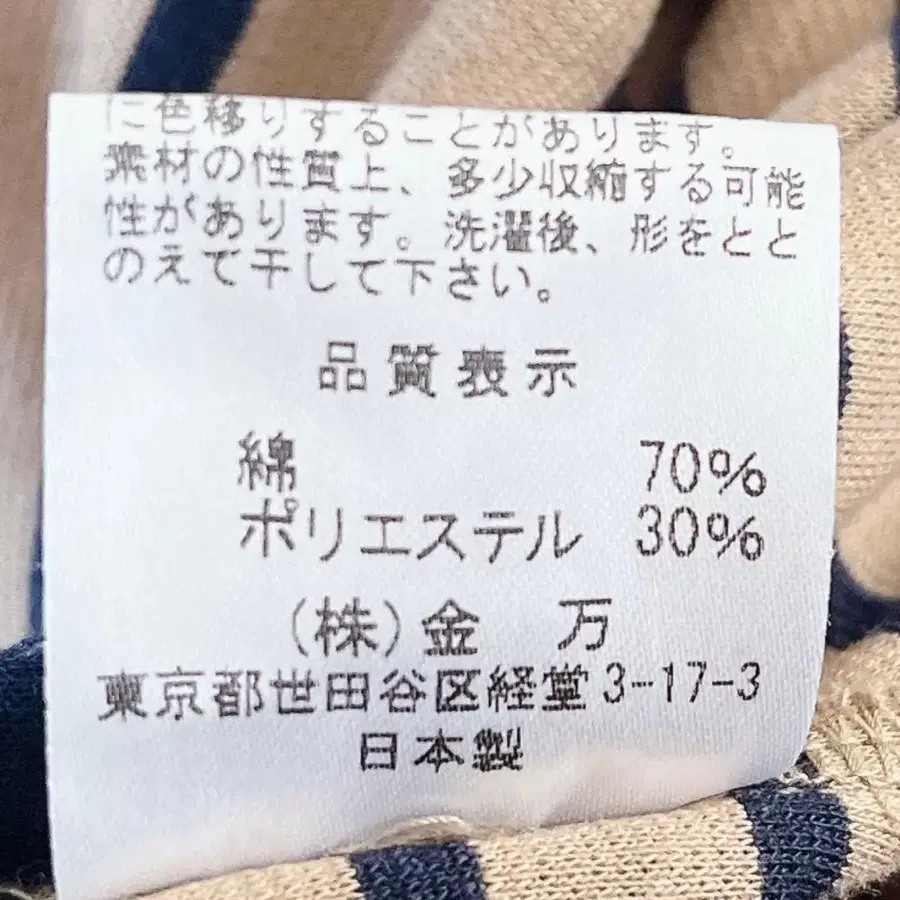 に色移りすることがあります。
素材の性質上、多少収縮する可能
性があります。洗濯後、形をとと
のえて干して下さい。
品質表示
綿 70%
ポリエステル 30%
(株)金 万
東京都世田谷区経堂3-17-3
日本製